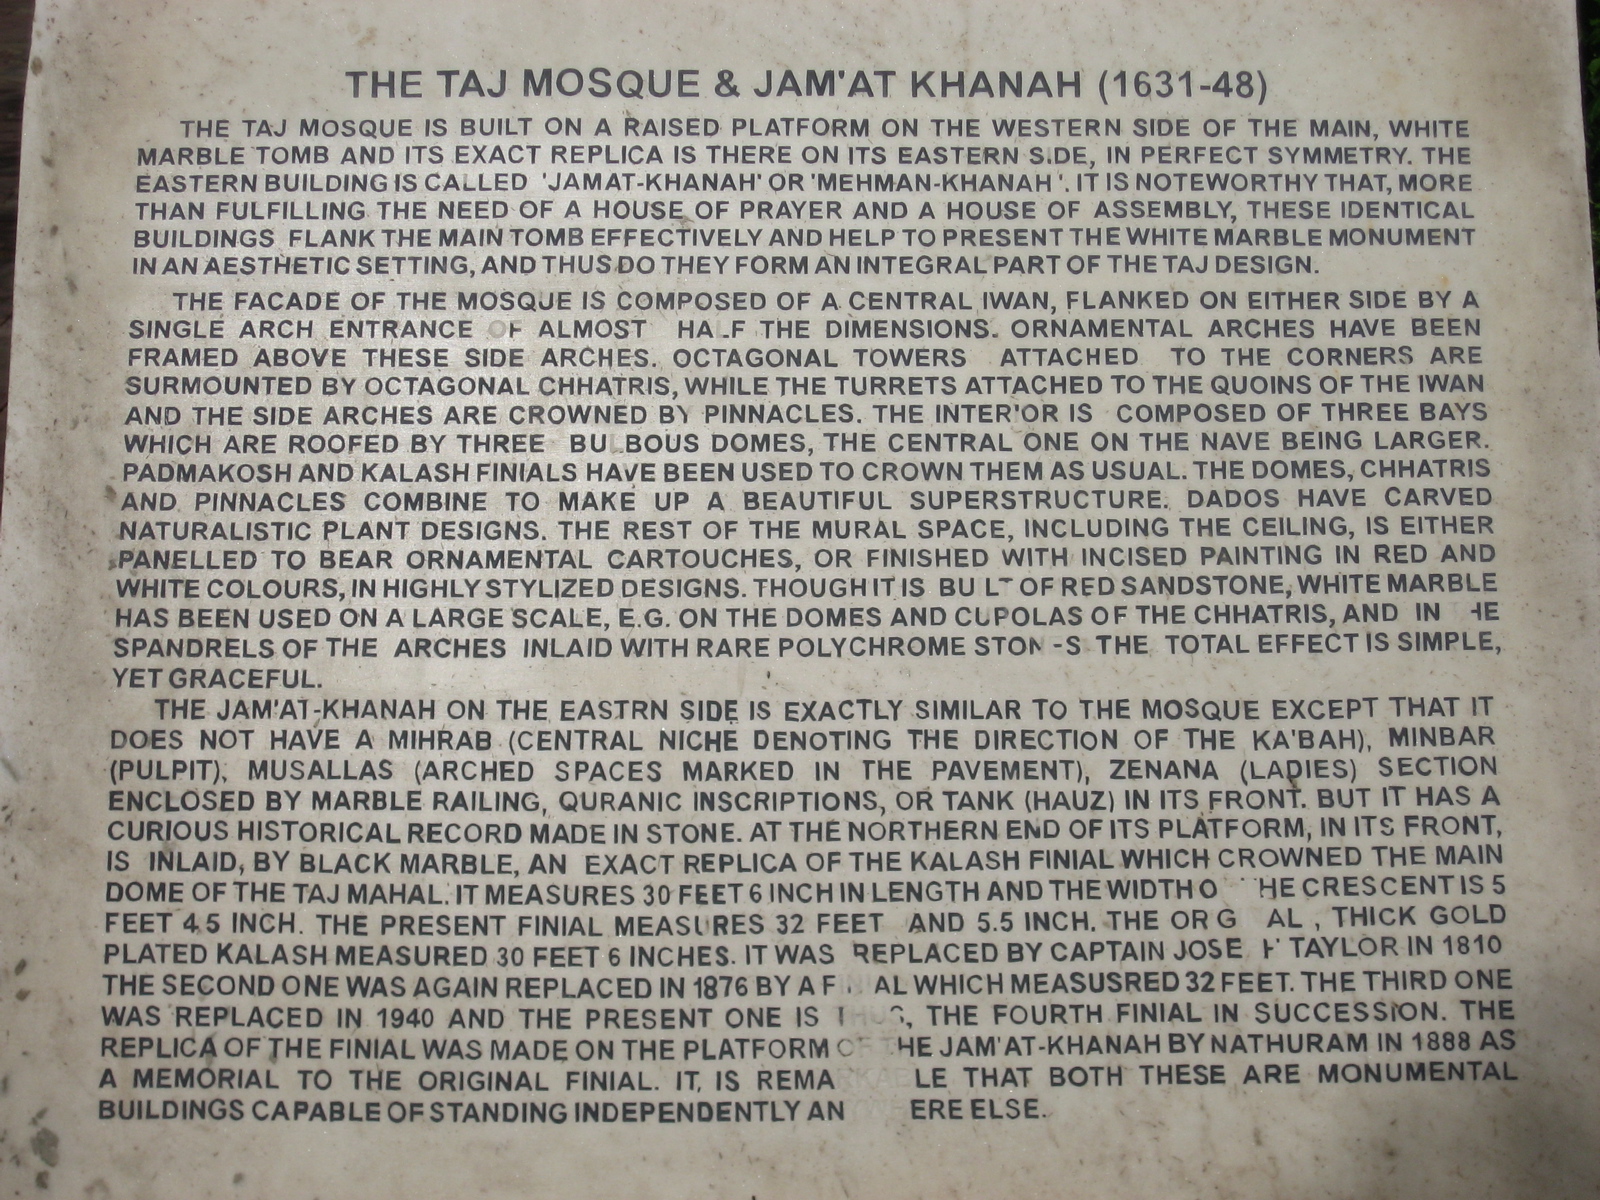 THE TAJ MOSQUE & JAM'AT KHANAH (1631-48)
THE TAJ MOSQUE IS BUILT ON A RAISED PLATFORM ON THE WESTERN SIDE OF THE MAIN, WHITE
MARBLE TOMB AND ITS EXACT REPLICA IS THERE ON ITS EASTERN SIDE, IN PERFECT SYMMETRY. THE
EASTERN BUILDING IS CALLED 'JAMAT-KHANAH' OR 'MEHMAN-KHANAH'. IT IS NOTEWORTHY THAT, MORE
THAN FULFILLING THE NEED OF A HOUSE OF PRAYER AND A HOUSE OF ASSEMBLY, THESE IDENTICAL
BUILDINGS FLANK THE MAIN TOMB EFFECTIVELY AND HELP TO PRESENT THE WHITE MARBLE MONUMENT
IN AN AESTHETIC SETTING, AND THUS DO THEY FORM AN INTEGRAL PART OF THE TAJ DESIGN.
THE FACADE OF THE MOSQUE IS COMPOSED OF A CENTRAL IWAN, FLANKED ON EITHER SIDE BY A
SINGLE ARCH ENTRANCE OF ALMOST HALF THE DIMENSIONS. ORNAMENTAL ARCHES HAVE BEEN
FRAMED ABOVE THESE SIDE ARCHES. OCTAGONAL TOWERS ATTACHED TO THE CORNERS ARE
SURMOUNTED BY OCTAGONAL CHHATRIS, WHILE THE TURRETS ATTACHED TO THE QUOINS OF THE IWAN
AND THE SIDE ARCHES ARE CROWNED BY PINNACLES. THE INTERIOR IS COMPOSED OF THREE BAYS
WHICH ARE ROOFED BY THREE BULBOUS DOMES, THE CENTRAL ONE ON THE NAVE BEING LARGER.
PADMAKOSH AND KALASH FINIALS HAVE BEEN USED TO CROWN THEM AS USUAL. THE DOMES, CHHATRIS
AND PINNACLES COMBINE TO MAKE UP A BEAUTIFUL SUPERSTRUCTURE. DADOS HAVE CARVED
NATURALISTIC PLANT DESIGNS. THE REST OF THE MURAL SPACE, INCLUDING THE CEILING, IS EITHER
PANELLED TO BEAR ORNAMENTAL CARTOUCHES, OR FINISHED WITH INCISED PAINTING IN RED AND
WHITE COLOURS, IN HIGHLY STYLIZED DESIGNS. THOUGH IT IS BUILT OF RED SANDSTONE, WHITE MARBLE
HAS BEEN USED ON A LARGE SCALE, E.G. ON THE DOMES AND CUPOLAS OF THE CHHATRIS, AND IN THE
SPANDRELS OF THE ARCHES INLAID WITH RARE POLYCHROME STONES THE TOTAL EFFECT IS SIMPLE,
YET GRACEFUL.
THE JAM'AT-KHANAH ON THE EASTRN SIDE IS EXACTLY SIMILAR TO THE MOSQUE EXCEPT THAT IT
DOES NOT HAVE A MIHRAB (CENTRAL NICHE DENOTING THE DIRECTION OF THE KA'BAH), MINBAR
(PULPIT), MUSALLAS (ARCHED SPACES MARKED IN THE PAVEMENT), ZENANA (LADIES) SECTION
ENCLOSED BY MARBLE RAILING, QURANIC INSCRIPTIONS, OR TANK (HAUZ) IN ITS FRONT. BUT IT HAS A
CURIOUS HISTORICAL RECORD MADE IN STONE. AT THE NORTHERN END OF ITS PLATFORM, IN ITS FRONT,
IS INLAID, BY BLACK MARBLE, AN EXACT REPLICA OF THE KALASH FINIAL WHICH CROWNED THE MAIN
DOME OF THE TAJ MAHAL. IT MEASURES 30 FEET 6 INCH IN LENGTH AND THE WIDTH OF THE CRESCENT IS 5
FEET 4.5 INCH. THE PRESENT FINIAL MEASURES 32 FEET AND 5.5 INCH. THE ORIGINAL, THICK GOLD
PLATED KALASH MEASURED 30 FEET 6 INCHES. IT WAS REPLACED BY CAPTAIN JOSEPH TAYLOR IN 1810
THE SECOND ONE WAS AGAIN REPLACED IN 1876 BY A FINIAL WHICH MEASUSRED 32 FEET. THE THIRD ONE
WAS REPLACED IN 1940 AND THE PRESENT ONE IS THUS, THE FOURTH FINIAL IN SUCCESSION. THE
REPLICA OF THE FINIAL WAS MADE ON THE PLATFORM OF THE JAM'AT-KHANAH BY NATHURAM IN 1888 AS
A MEMORIAL TO THE ORIGINAL FINIAL. IT, IS REMARKABLE THAT BOTH THESE ARE MONUMENTAL
BUILDINGS CAPABLE OF STANDING INDEPENDENTLY ANYWHERE ELSE.